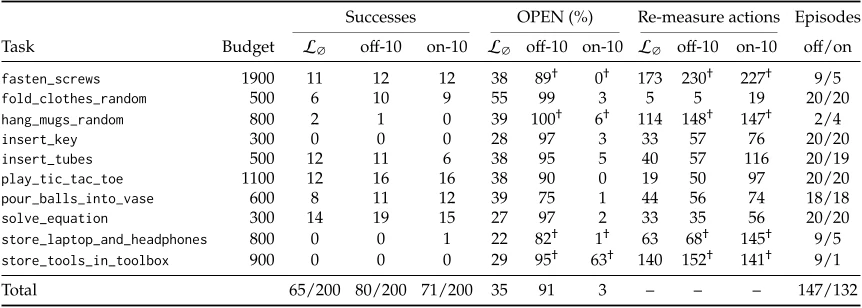 Successes OPEN (%) Re-measure actions Episodes
Task Budget ℒ∅ off-10 on-10 ℒ∅ off-10 on-10 ℒ∅ off-10 on-10 off/on
fasten_screws 1900 11 12 12 38 89† 0† 173 230† 227† 9/5
fold_clothes_random 500 6 10 9 55 99 3 5 5 19 20/20
hang_mugs_random 800 2 1 0 39 100† 6† 114 148† 147† 2/4
insert_key 300 0 0 0 28 97 3 33 57 76 20/20
insert_tubes 500 12 11 6 38 95 5 40 57 116 20/19
play_tic_tac_toe 1100 12 16 16 38 90 0 19 50 97 20/20
pour_balls_into_vase 600 8 11 12 39 75 1 44 56 74 18/18
solve_equation 300 14 19 15 27 97 2 33 35 56 20/20
store_laptop_and_headphones 800 0 0 1 22 82† 1† 63 68† 145† 9/5
store_tools_in_toolbox 900 0 0 0 29 95† 63† 140 152† 141† 9/1
Total 65/200 80/200 71/200 35 91 3 – – – 147/132